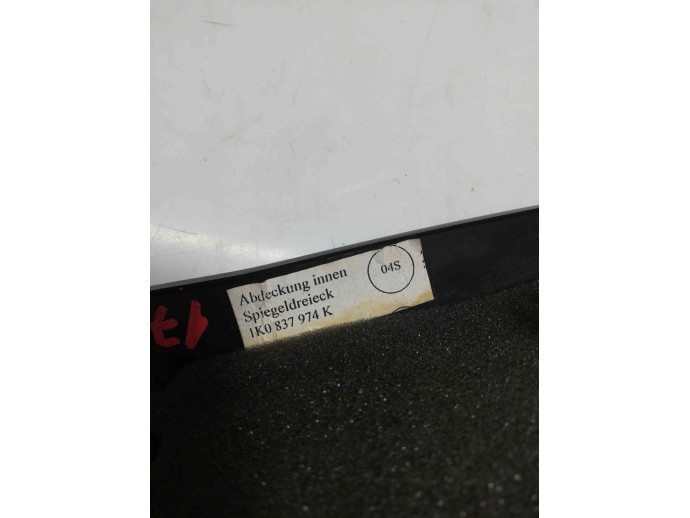 Abdeckung innen
Spiegeldreieck
1K0 837 974 K
04S